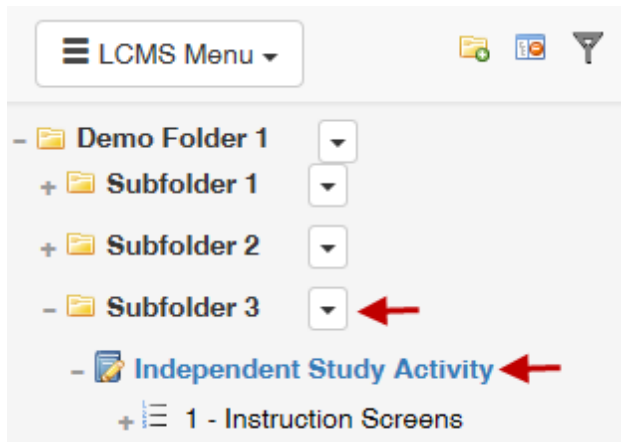 LCMS Menu
Demo Folder 1
Subfolder 1
Subfolder 2
Subfolder 3
Independent Study Activity
1 - Instruction Screens